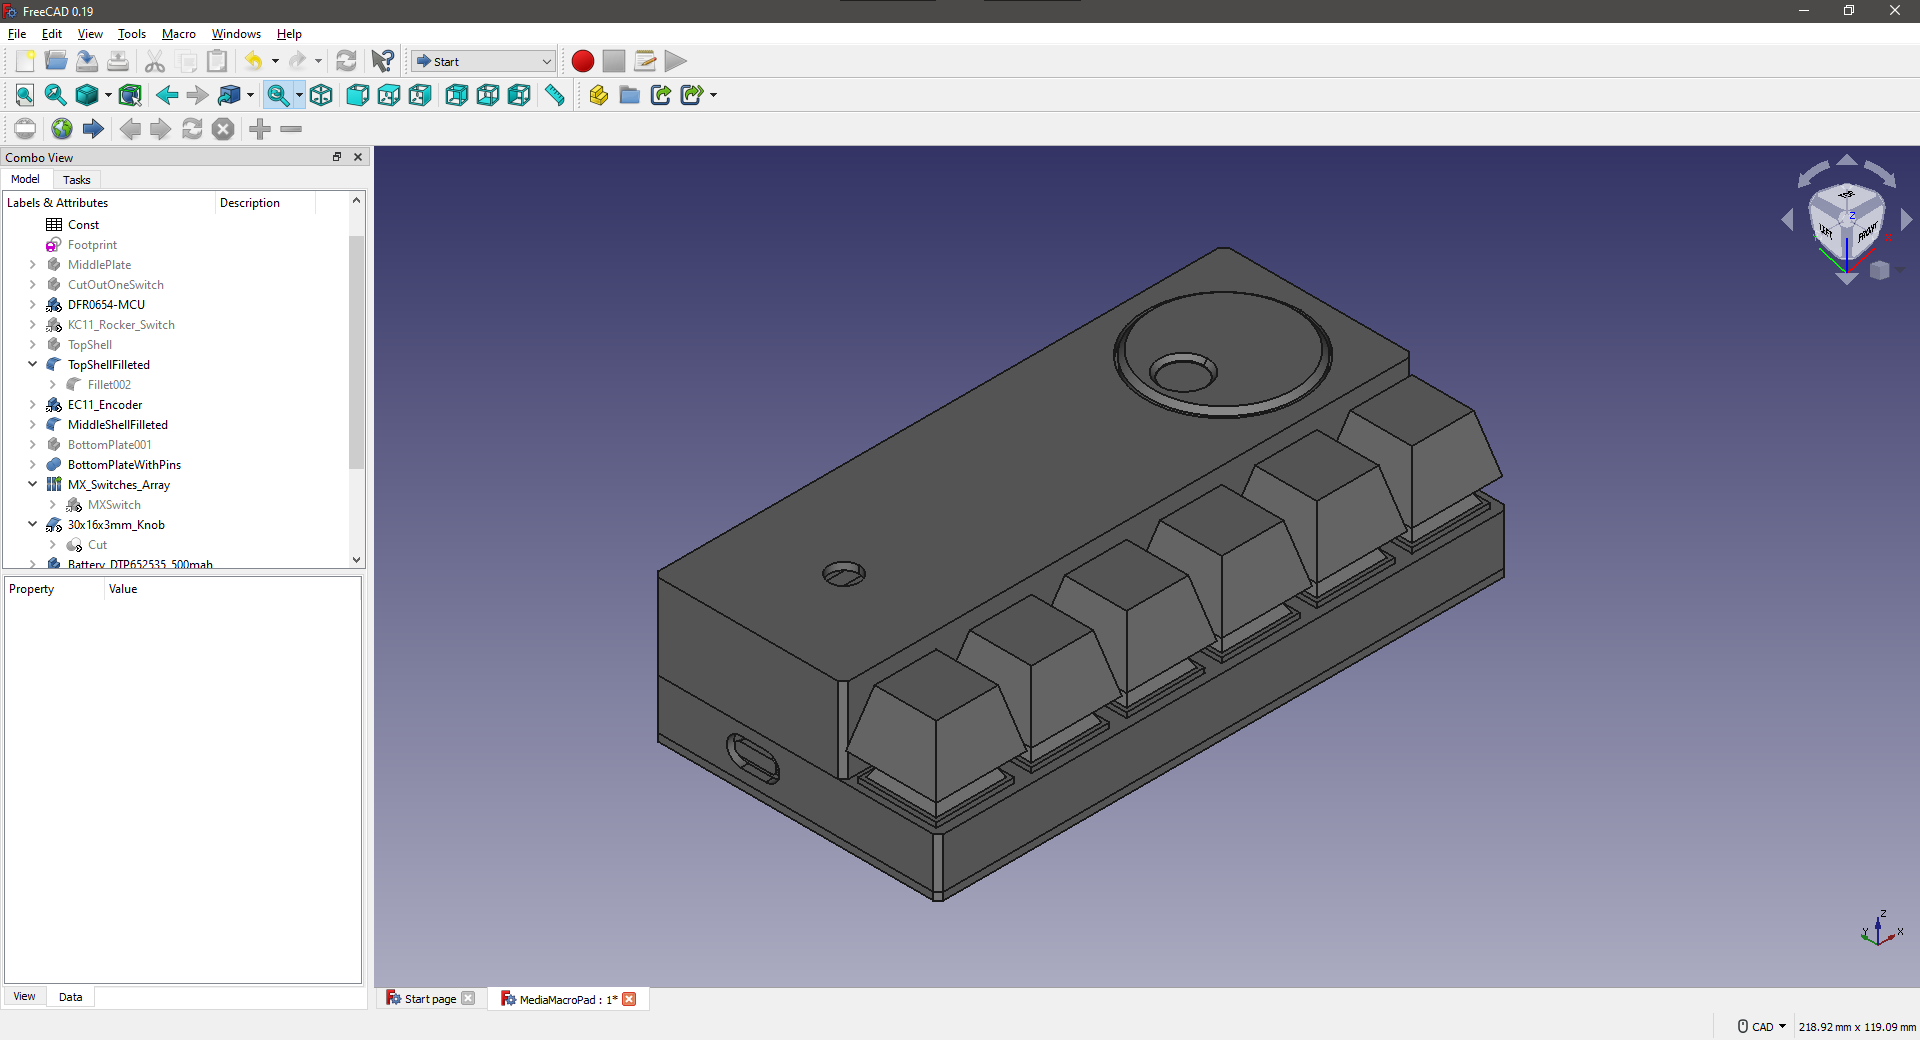 FreeCAD 0.19
File Edit View Tools Macro Windows Help
Start
Combo View
Model Tasks
Labels & Attributes Description
Const
Footprint
MiddlePlate
CutOutOneSwitch
DFR0654-MCU
KC11_Rocker_Switch
TopShell
TopShellFilleted
Fillet002
EC11_Encoder
MiddleShellFilleted
BottomPlate001
BottomPlateWithPins
MX_Switches_Array
MXSwitch
30x16x3mm_Knob
Cut
Battery_DTP652535_500mah
Property Value
TOP
Z
LEFT FRONT
X
Z
Y X
View Data
Start page
MediaMacroPad : 1*
CAD
218.92 mm x 119.09 mm